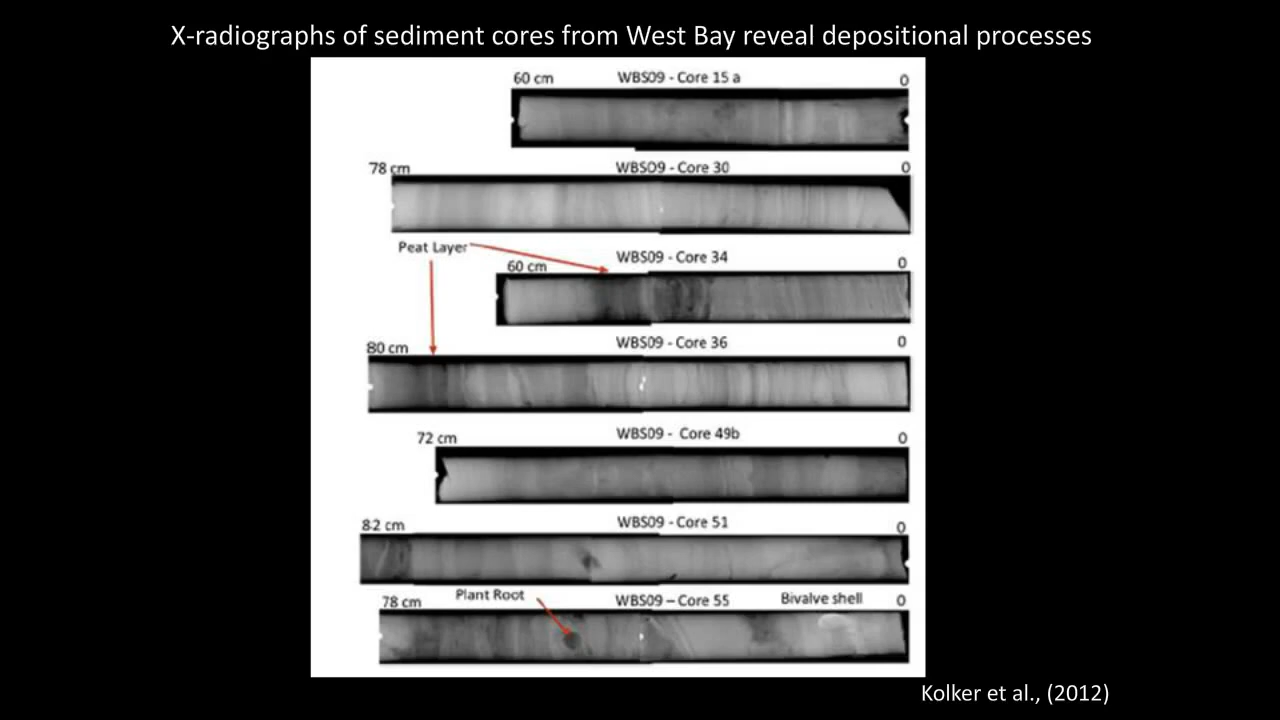 X-radiographs of sediment cores from West Bay reveal depositional processes
60 cm WBS09 - Core 15 a 0
78 cm WBSO9 - Core 30 0
Peat Layer
60 cm WBS09 - Core 34 0
80 cm WBS09 - Core 36 0
72 cm WBS09 - Core 49b 0
82 cm WBS09 - Core 51 0
Plant Root Bivalve shell
78 cm WBS09 – Core 55 0
Kolker et al., (2012)